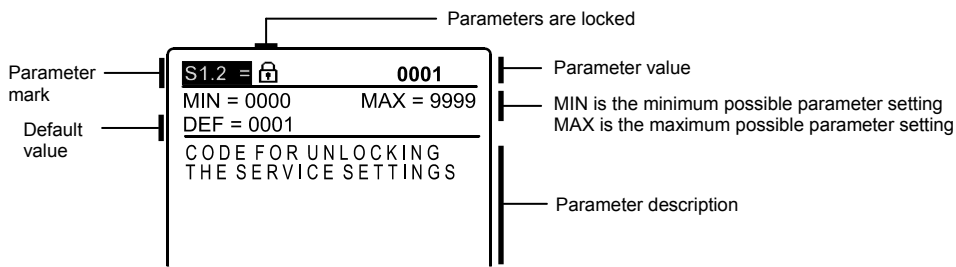 Parameters are locked
Parameter mark
S1.2 =
0001
Parameter value
MIN = 0000
MAX = 9999
MIN is the minimum possible parameter setting
MAX is the maximum possible parameter setting
Default value
DEF = 0001
CODE FOR UNLOCKING
THE SERVICE SETTINGS
Parameter description